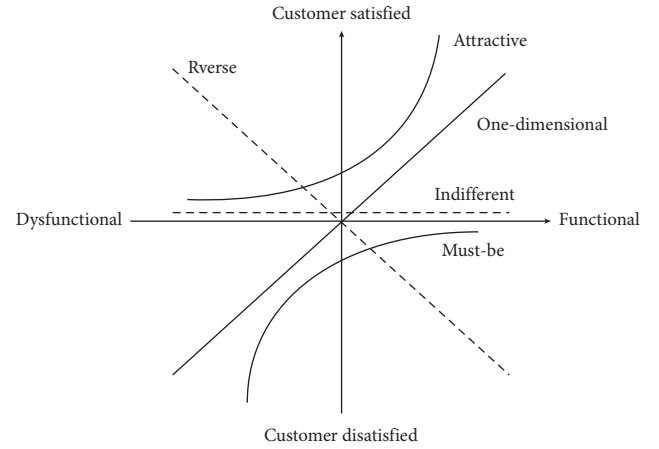 Customer satisfied
Attractive
Rverse
One-dimensional
Indifferent
Dysfunctional
Functional
Must-be
Customer disatisfied